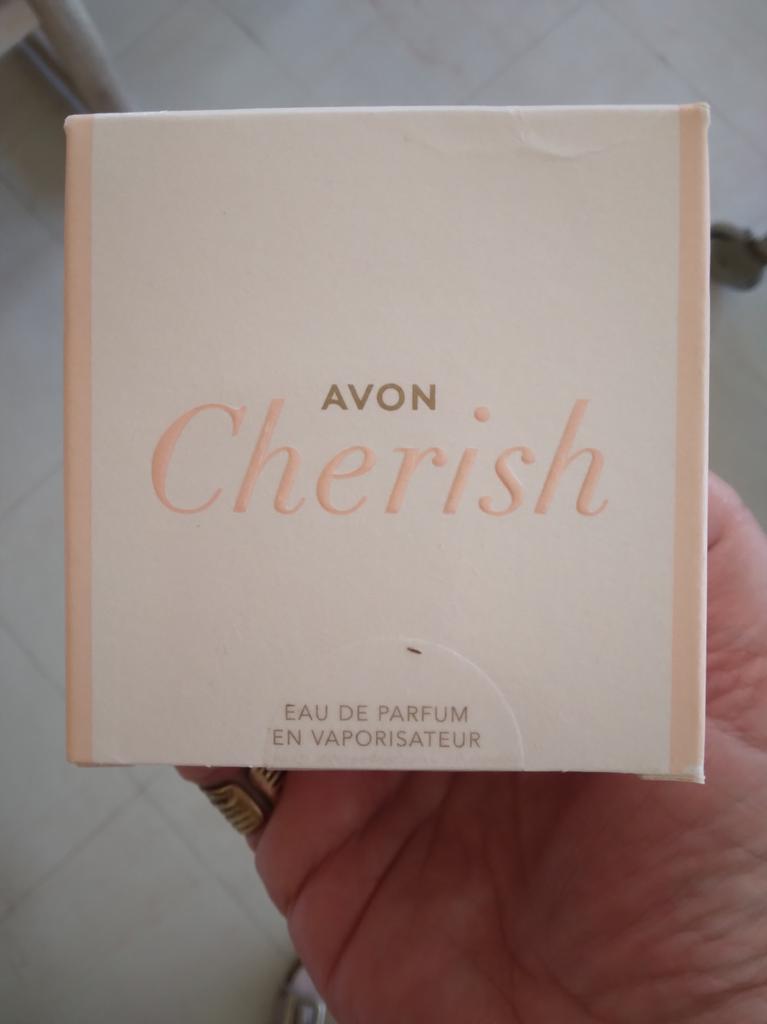 AVON
Cherish
EAU DE PARFUM
EN VAPORISATEUR